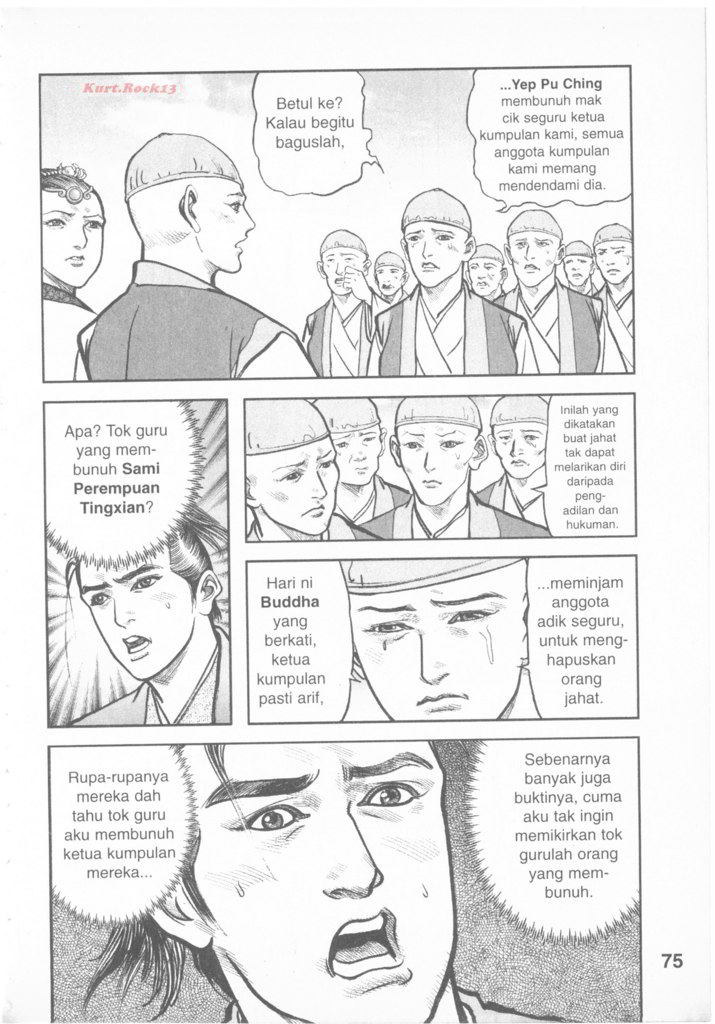 Kurt.Rock13
Betul ke?
Kalau begitu
baguslah,
...Yep Pu Ching
membunuh mak
cik seguru ketua
kumpulan kami, semua
anggota kumpulan
kami memang
mendendami dia.
Apa? Tok guru
yang mem-
bunuh Sami
Perempuan
Tingxian?
Inilah yang
dikatakan
buat jahat
tak dapat
melarikan diri
daripada
peng-
adilan dan
hukuman.
Hari ni
Buddha
yang
berkati,
ketua
kumpulan
pasti arif,
...meminjam
anggota
adik seguru,
untuk meng-
hapuskan
orang
jahat.
Rupa-rupanya
mereka dah
tahu tok guru
aku membunuh
ketua kumpulan
mereka...
Sebenarnya
banyak juga
buktinya, cuma
aku tak ingin
memikirkan tok
gurulah orang
yang mem-
bunuh.
75